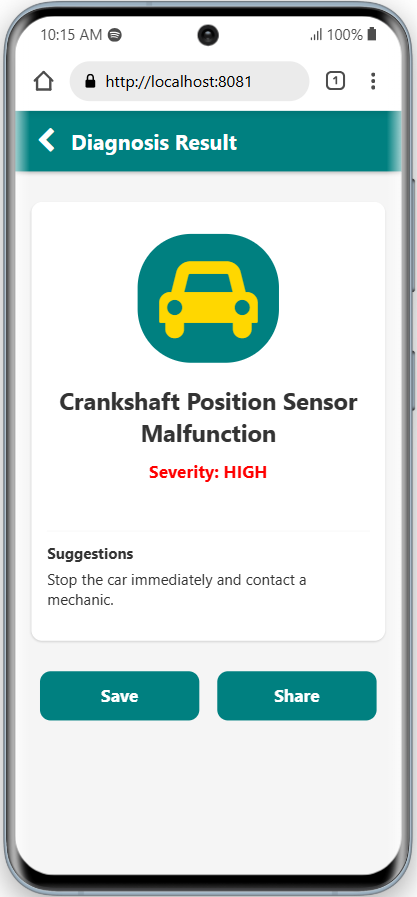 10:15 AM
100%
http://localhost:8081
1
Diagnosis Result
Crankshaft Position Sensor
Malfunction
Severity: HIGH
Suggestions
Stop the car immediately and contact a
mechanic.
Save
Share